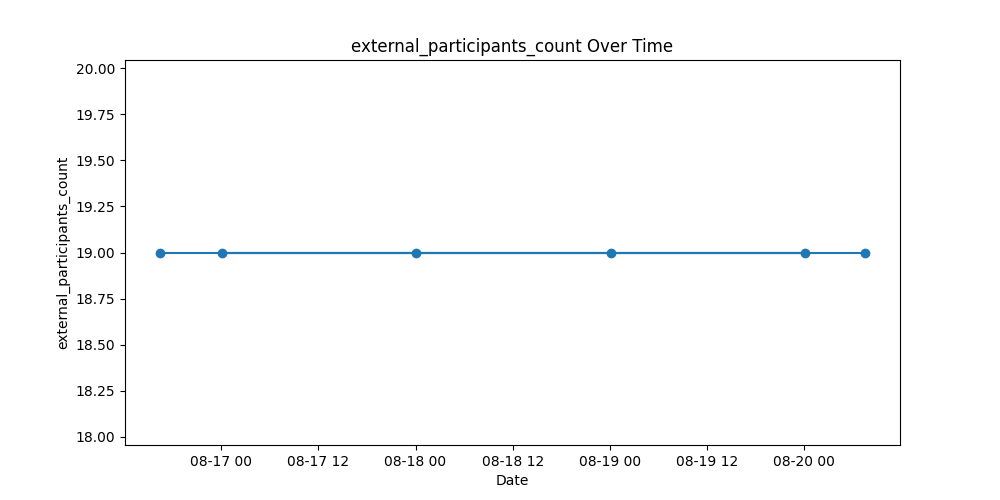 external_participants_count Over Time
20.00
19.75
19.50
19.25
19.00
18.75
18.50
18.25
18.00
external_participants_count
08-17 00 08-17 12 08-18 00 08-18 12 08-19 00 08-19 12 08-20 00
Date